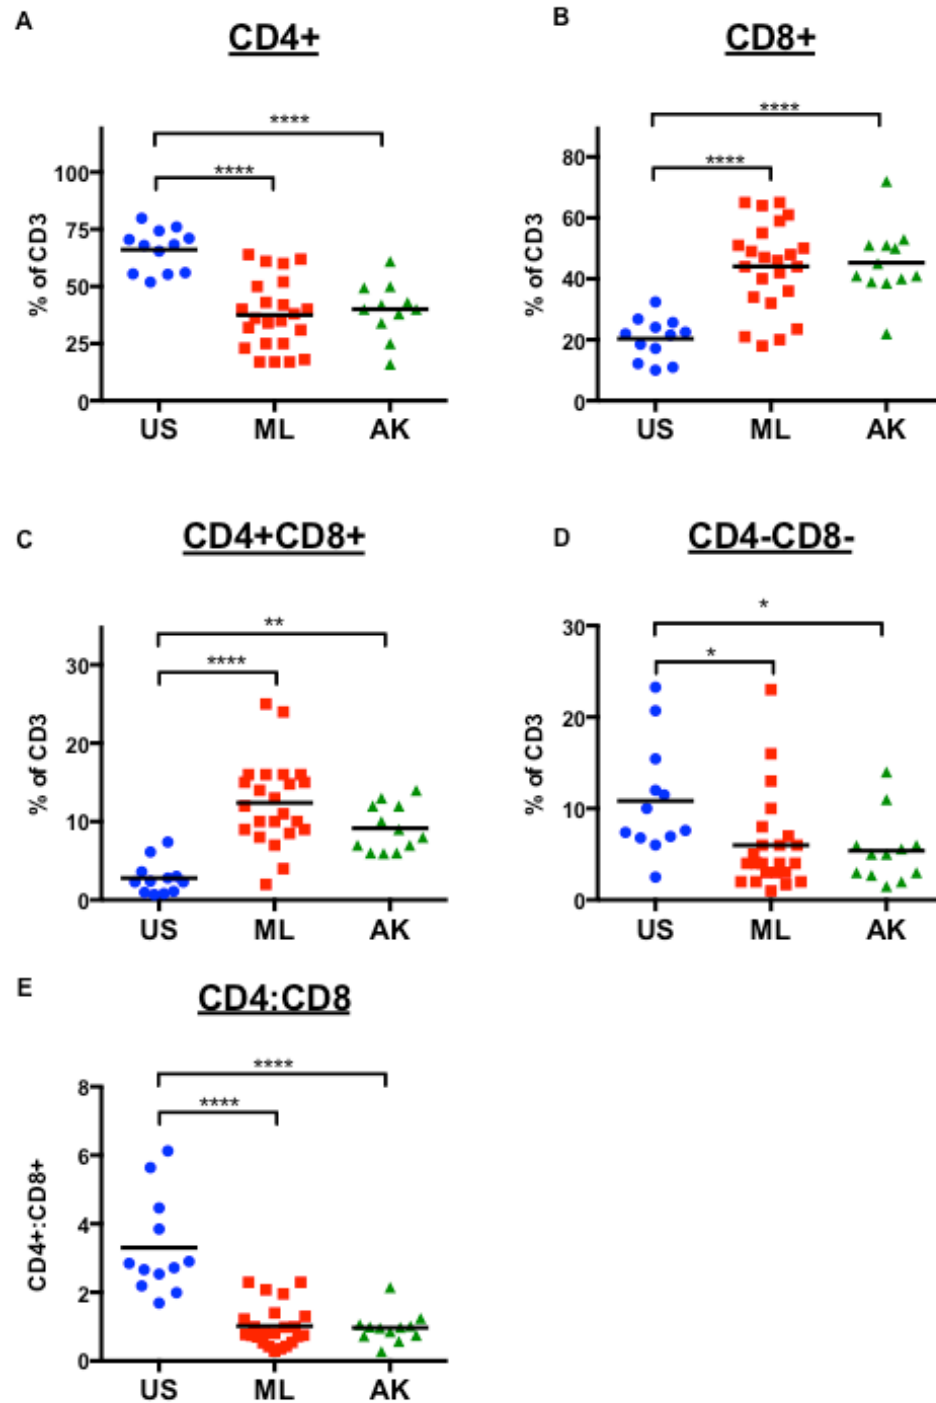 A
CD4+
****
****
100
75
50
25
0
% of CD3
US ML AK
B
CD8+
****
****
80
60
40
20
0
% of CD3
US ML AK
C
CD4+CD8+
**
****
30
20
10
0
% of CD3
US ML AK
D
CD4-CD8-
*
*
30
20
10
0
% of CD3
US ML AK
E
CD4:CD8
****
****
8
6
4
2
0
CD4+:CD8+
US ML AK